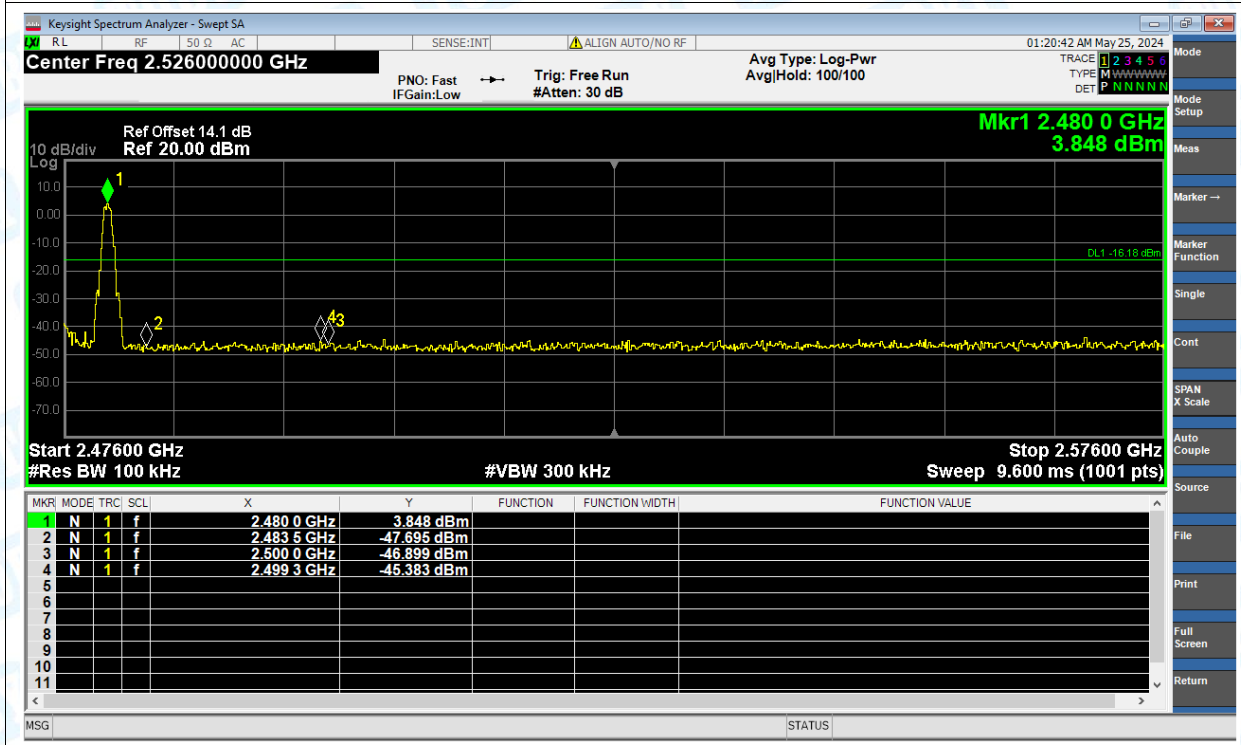 Keysight Spectrum Analyzer - Swept SA
LXI RL RF 50 Ω AC SENSE:INT ALIGN AUTO/NO RF 01:20:42 AM May 25, 2024
Center Freq 2.526000000 GHz
PNO: Fast
IFGain:Low
Trig: Free Run
#Atten: 30 dB
Avg Type: Log-Pwr
Avg|Hold: 100/100
TRACE 1 2 3 4 5 6
TYPE M WWWWW
DET P N N N N N
Mkr1 2.480 0 GHz
3.848 dBm
Ref Offset 14.1 dB
10 dB/div Ref 20.00 dBm
Log
10.0
0.00
-10.0
-20.0
-30.0
-40.0
-50.0
-60.0
-70.0
1
2
4 3
DL1 -16.18 dBm
Start 2.47600 GHz Stop 2.57600 GHz
#Res BW 100 kHz #VBW 300 kHz Sweep 9.600 ms (1001 pts)
MKR MODE TRC SCL X Y FUNCTION FUNCTION WIDTH FUNCTION VALUE
1 N 1 f 2.480 0 GHz 3.848 dBm
2 N 1 f 2.483 5 GHz -47.695 dBm
3 N 1 f 2.500 0 GHz -46.899 dBm
4 N 1 f 2.499 3 GHz -45.383 dBm
5
6
7
8
9
10
11
MSG STATUS
Mode
Mode
Setup
Meas
Marker →
Marker
Function
Single
Cont
SPAN
X Scale
Auto
Couple
Source
File
Print
Full
Screen
Return